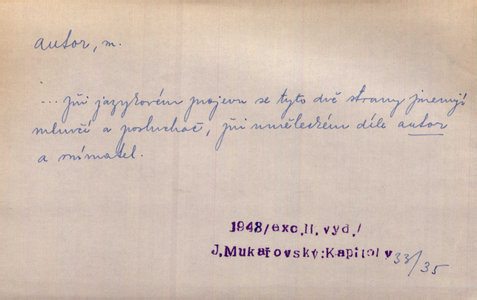 autor, m.
... při jazykovém projevu se tyto dvě strany jmenují
mluvčí a posluchač, při uměleckém díle autor
a vnímatel.
1948/exc.II.vyd./
J.Mukařovský:Kapitoly 33/35